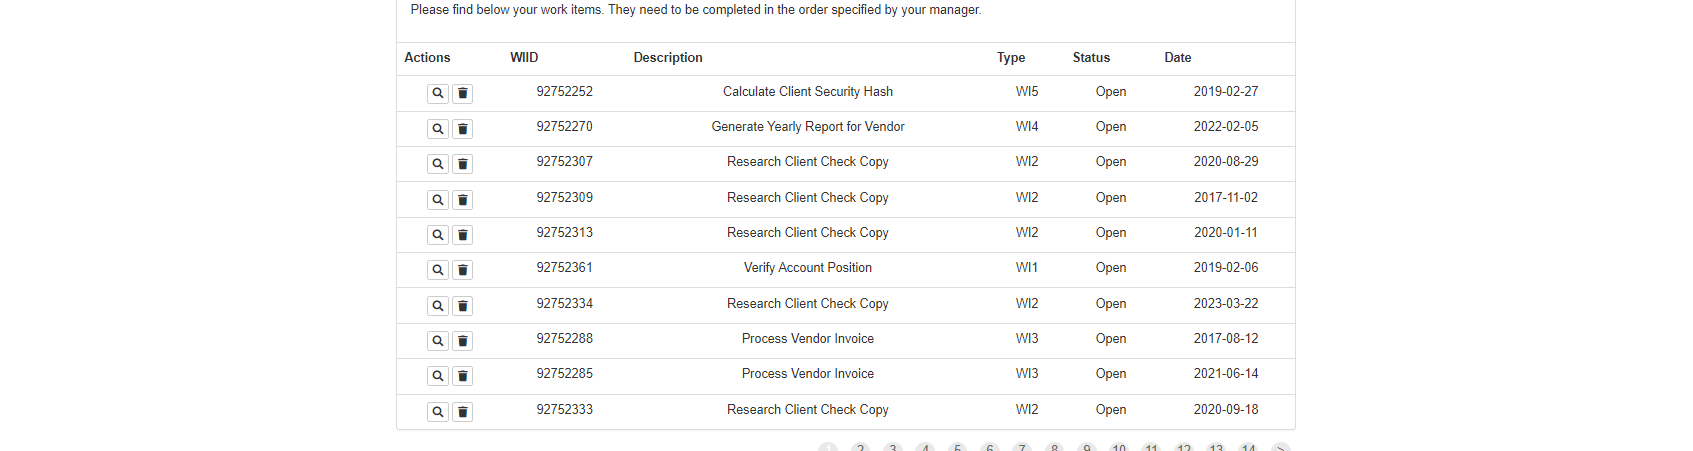 Please find below your work items. They need to be completed in the order specified by your manager.
Actions WIID Description Type Status Date
92752252 Calculate Client Security Hash WI5 Open 2019-02-27
92752270 Generate Yearly Report for Vendor WI4 Open 2022-02-05
92752307 Research Client Check Copy WI2 Open 2020-08-29
92752309 Research Client Check Copy WI2 Open 2017-11-02
92752313 Research Client Check Copy WI2 Open 2020-01-11
92752361 Verify Account Position WI1 Open 2019-02-06
92752334 Research Client Check Copy WI2 Open 2023-03-22
92752288 Process Vendor Invoice WI3 Open 2017-08-12
92752285 Process Vendor Invoice WI3 Open 2021-06-14
92752333 Research Client Check Copy WI2 Open 2020-09-18
1 2 3 4 5 6 7 8 9 10 11 12 13 14 >